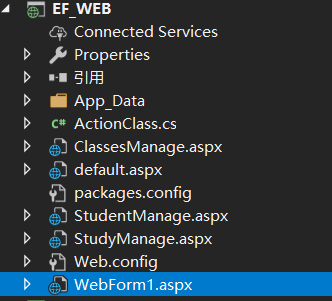 EF_WEB
Connected Services
Properties
引用
App_Data
C# ActionClass.cs
ClassesManage.aspx
default.aspx
packages.config
StudentManage.aspx
StudyManage.aspx
Web.config
WebForm1.aspx